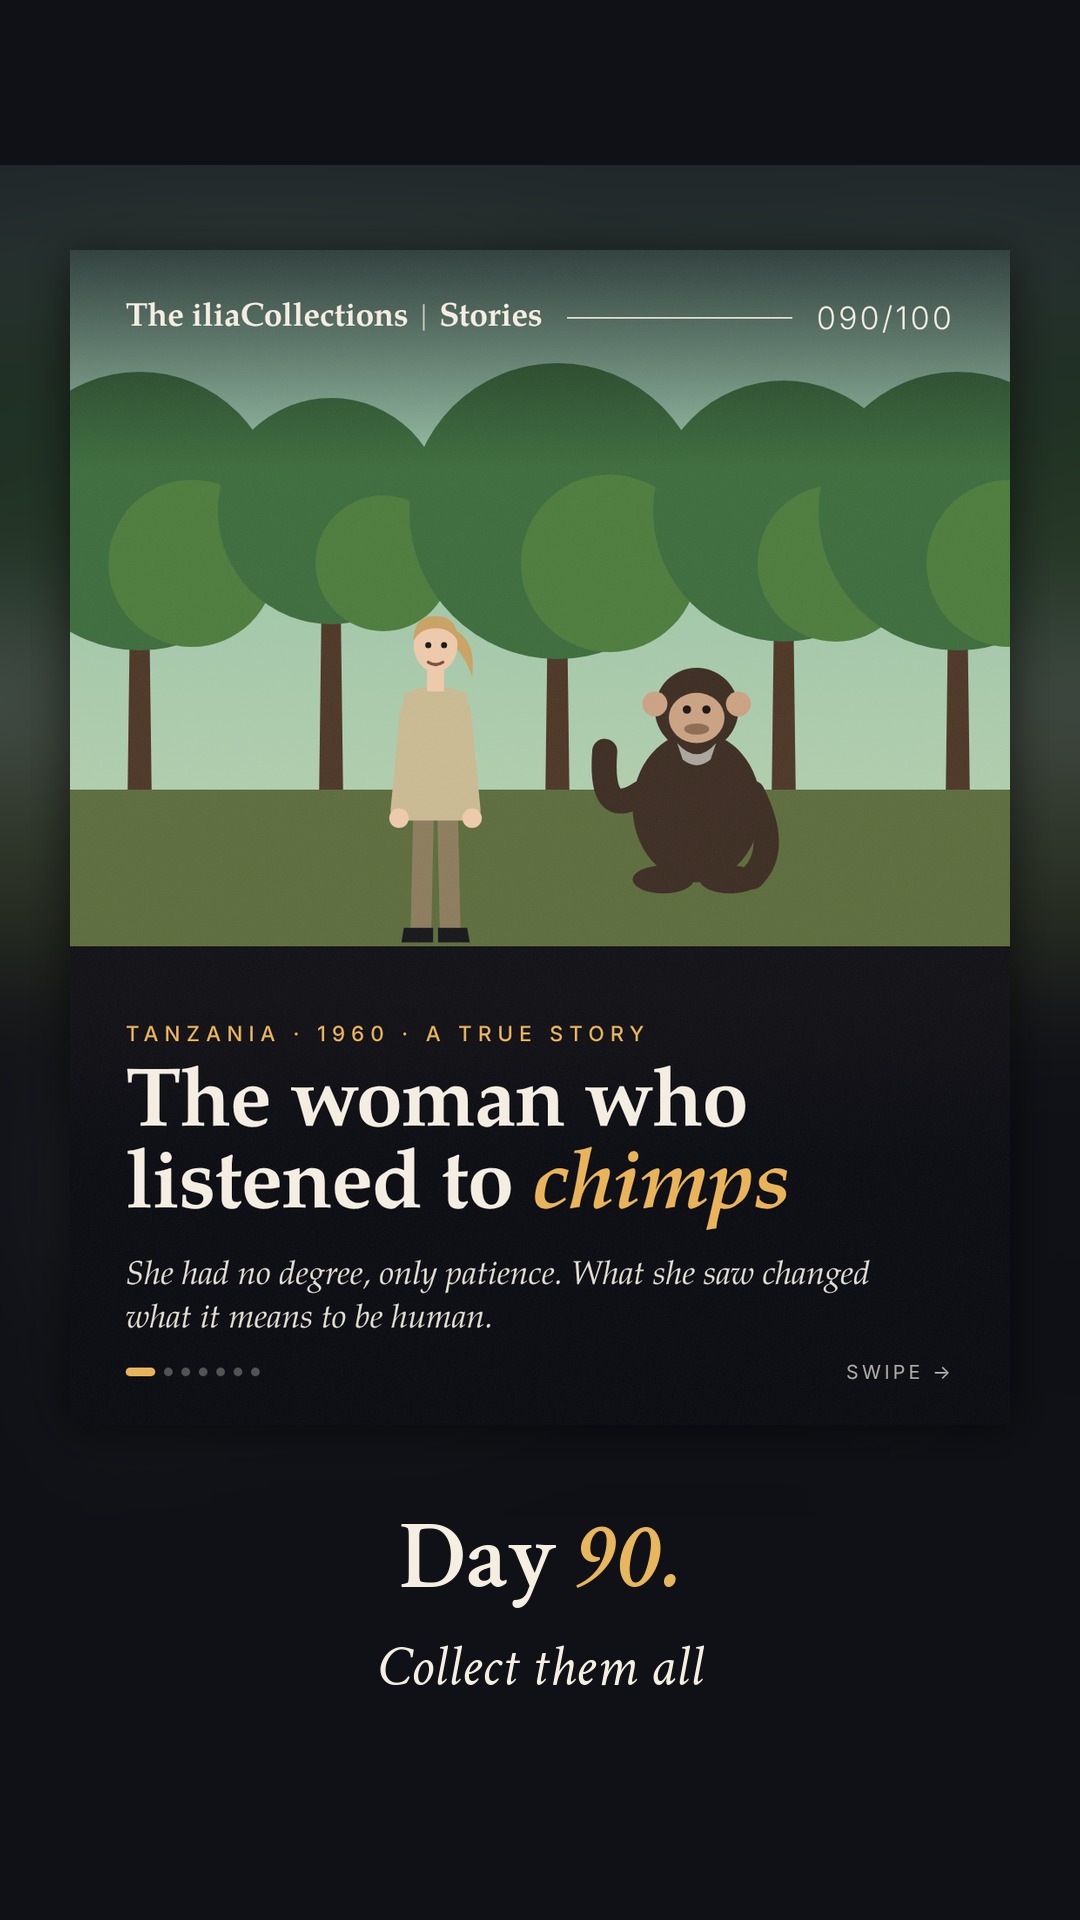 The iliaCollections | Stories 090/100
TANZANIA · 1960 · A TRUE STORY
The woman who
listened to chimps
She had no degree, only patience. What she saw changed
what it means to be human.
SWIPE →
Day 90.
Collect them all